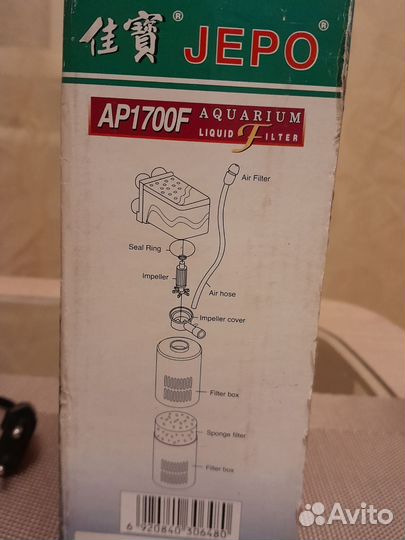 佳寶® JEPO®
AP1700F AQUARIUM
LIQUID FILTER
Air Filter
Seal Ring
Impeller
Air hose
Impeller cover
Filter box
Sponge filter
Filter box
6 920840 306480
Avito